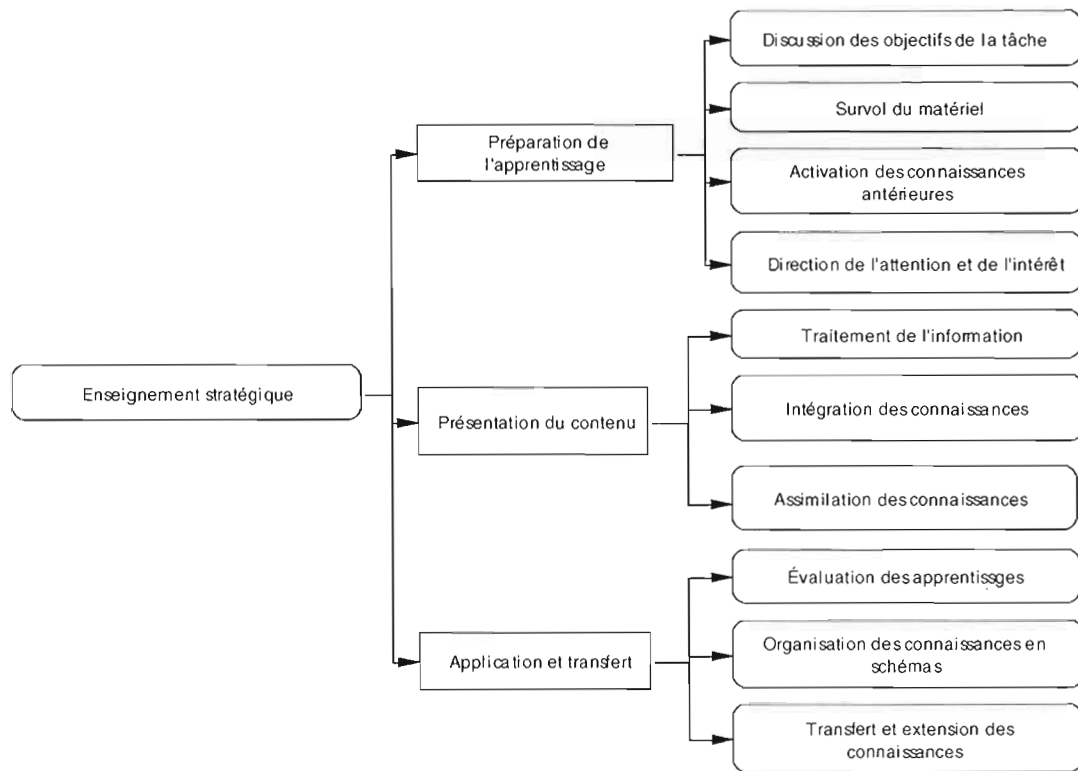 Enseignement stratégique
Préparation de
l'apprentissage
Discussion des objectifs de la tâche
Survol du matériel
Activation des connaissances
antérieures
Direction de l'attention et de l'intérêt
Présentation du contenu
Traitement de l'information
Intégration des connaissances
Assimilation des connaissances
Application et transfert
Évaluation des apprentissges
Organisation des connaissances en
schémas
Transfert et extension des
connaissances